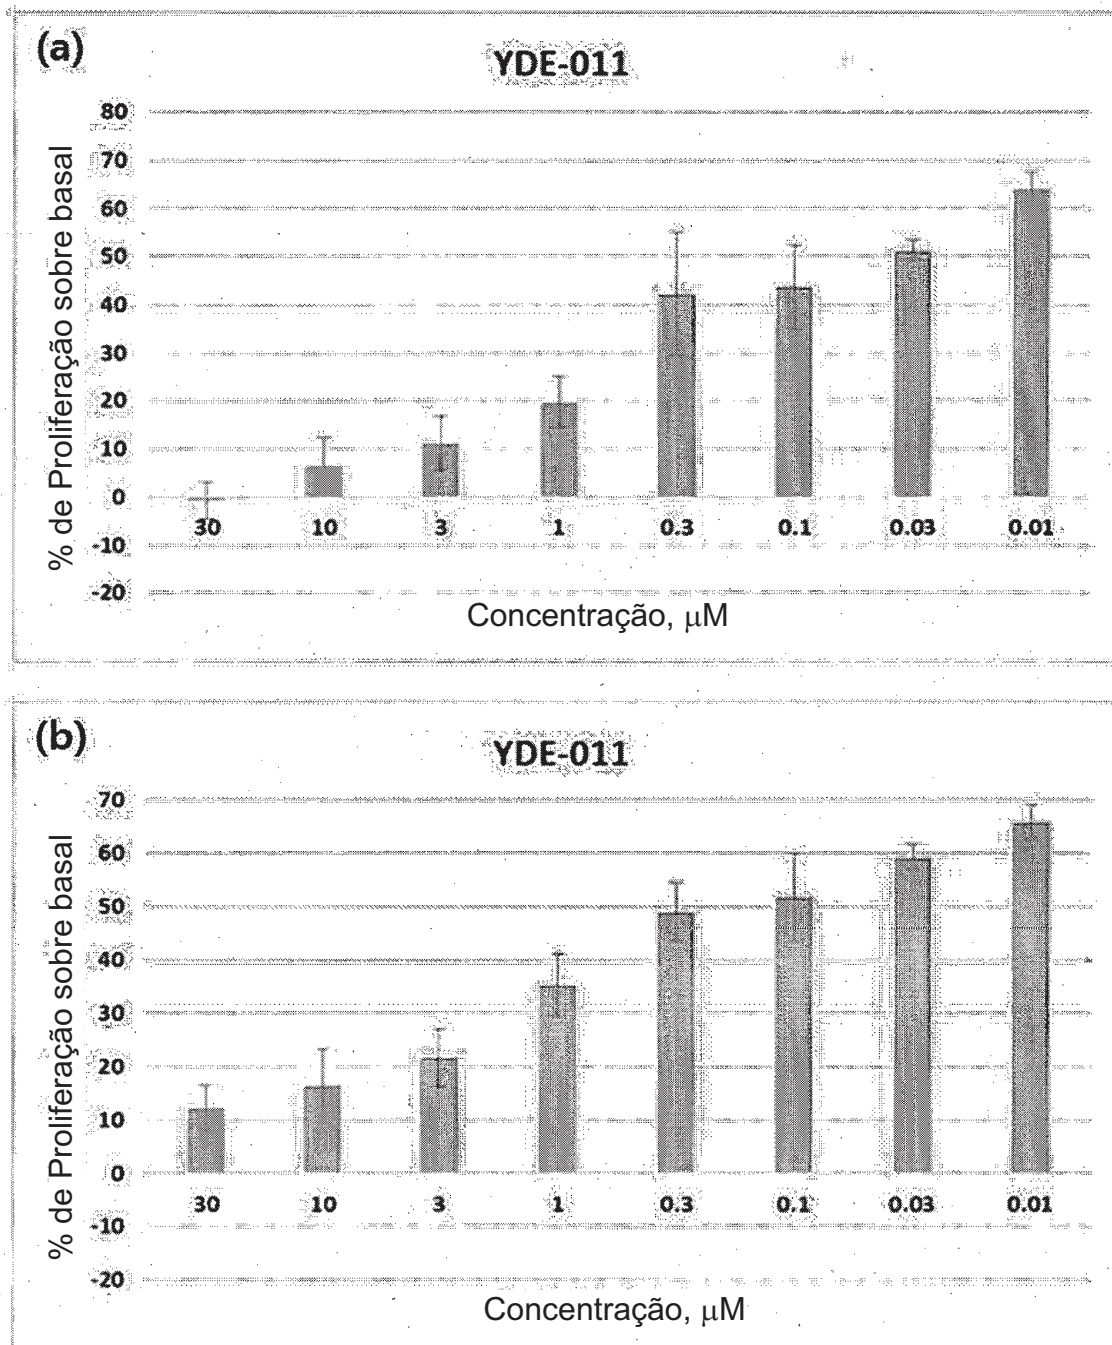 (a)
YDE-011
% de Proliferação sobre basal
80
70
60
50
40
30
20
10
0
-10
-20
30 10 3 1 0.3 0.1 0.03 0.01
Concentração, μM
(b)
YDE-011
% de Proliferação sobre basal
70
60
50
40
30
20
10
0
-10
-20
30 10 3 1 0.3 0.1 0.03 0.01
Concentração, μM